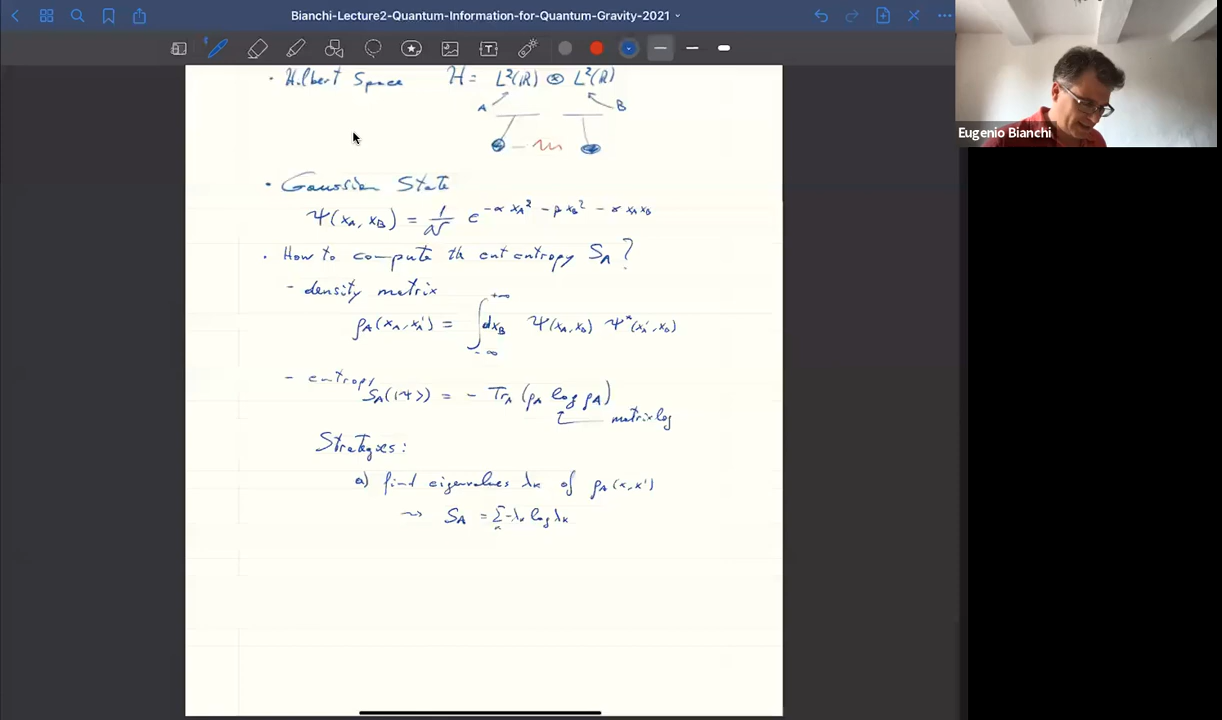 Bianchi-Lecture2-Quantum-Information-for-Quantum-Gravity-2021
Eugenio Bianchi
· Hilbert Space H = L²(ℝ) ⊗ L²(ℝ)
A B
· Gaussian State
Ψ(x_A, x_B) = 1/N e^{-α x_A² - β x_B² - γ x_A x_B}
· How to compute th ent entropy S_A?
- density matrix
ρ_A(x_A, x_A') = ∫_{-∞}^{+∞} dx_B Ψ(x_A, x_B) Ψ*(x_A', x_B)
- entropy
S_A(|Ψ>) = - Tr_A (ρ_A log ρ_A)
matrix log
Strategies:
a) find eigenvalues λ_k of ρ_A(x, x')
⇝ S_A = Σ_k -λ_k log λ_k